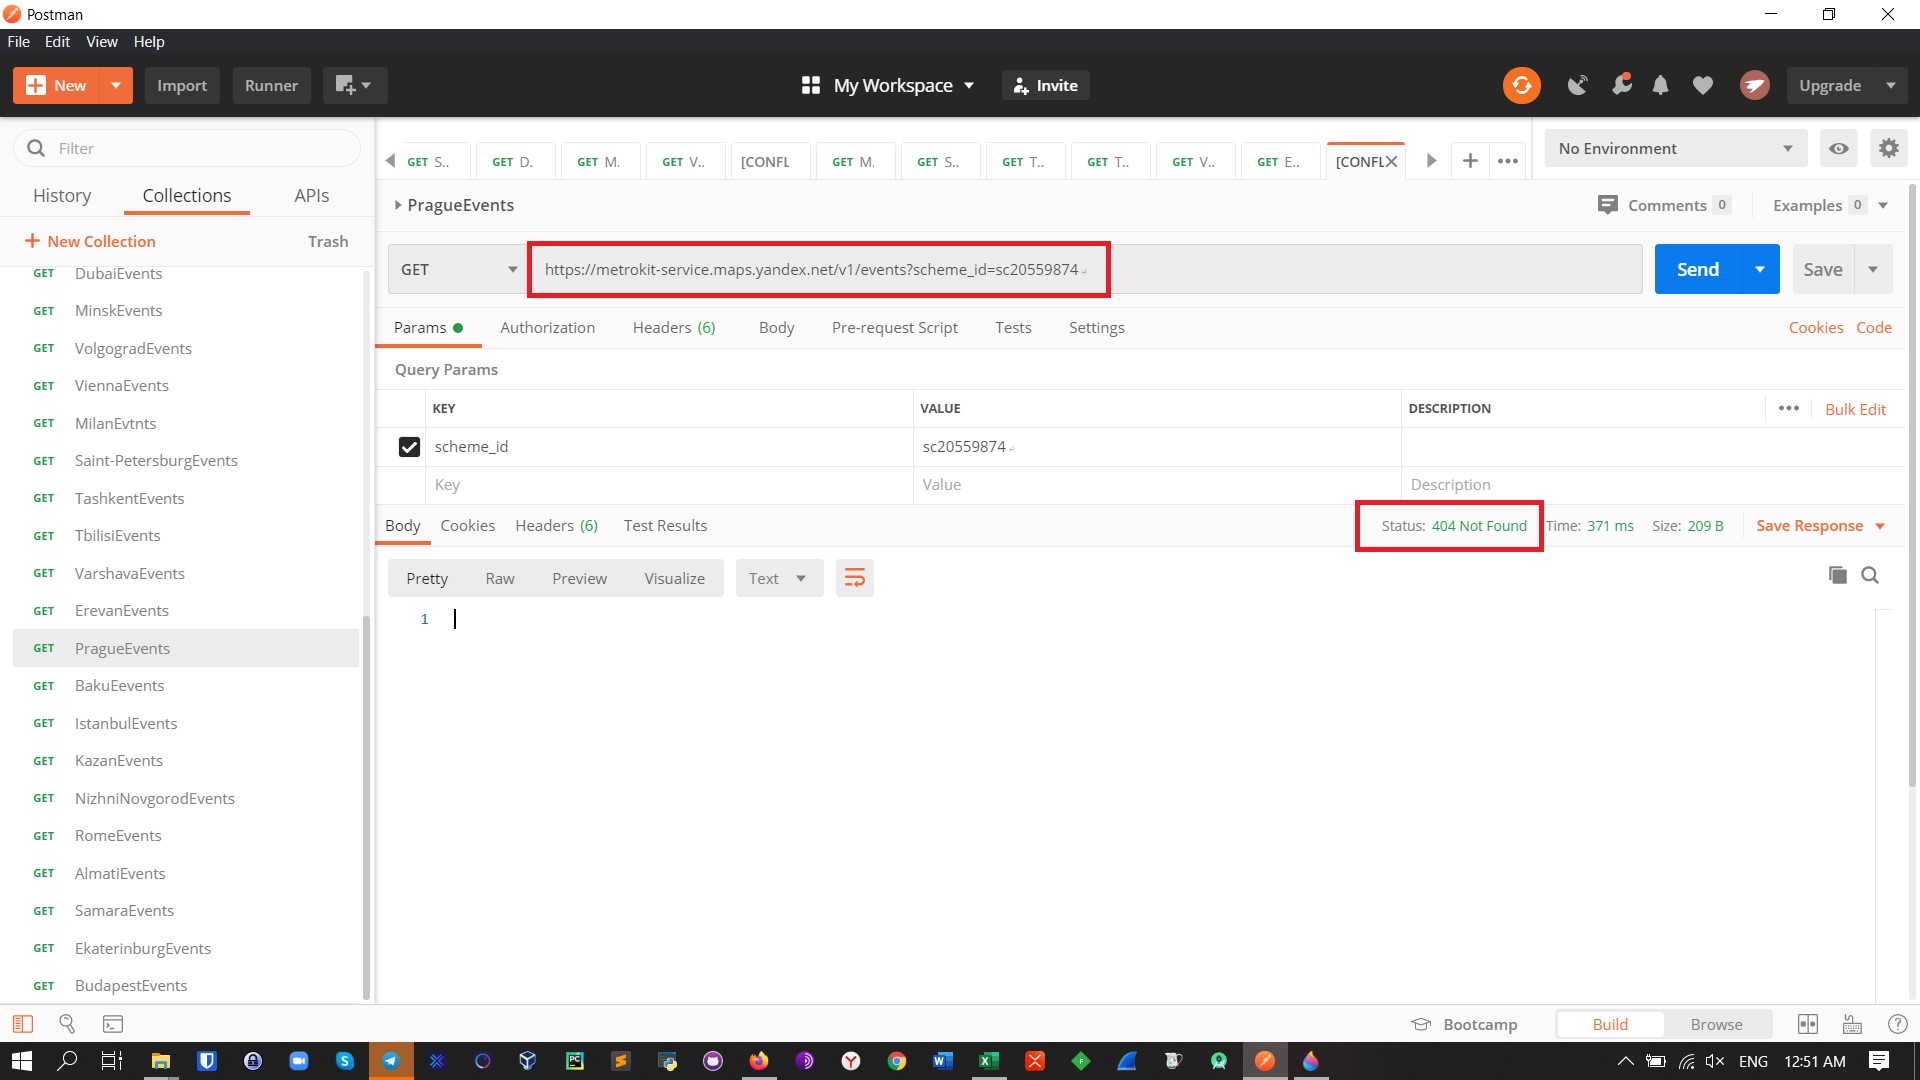 Postman
File Edit View Help
New Import Runner My Workspace Invite Upgrade
Filter
History Collections APIs
New Collection Trash
GET DubaiEvents
GET MinskEvents
GET VolgogradEvents
GET ViennaEvents
GET MilanEvtnts
GET Saint-PetersburgEvents
GET TashkentEvents
GET TbilisiEvents
GET VarshavaEvents
GET ErevanEvents
GET PragueEvents
GET BakuEevents
GET IstanbulEvents
GET KazanEvents
GET NizhniNovgorodEvents
GET RomeEvents
GET AlmatiEvents
GET SamaraEvents
GET EkaterinburgEvents
GET BudapestEvents
GET S.. GET D. GET M. GET V.. [CONFL GET M. GET S.. GET T.. GET T.. GET V.. GET E.. [CONFL
No Environment
PragueEvents Comments 0 Examples 0
GET https://metrokit-service.maps.yandex.net/v1/events?scheme_id=sc20559874 Send Save
Params Authorization Headers (6) Body Pre-request Script Tests Settings Cookies Code
Query Params
KEY VALUE DESCRIPTION ••• Bulk Edit
scheme_id sc20559874
Key Value Description
Body Cookies Headers (6) Test Results Status: 404 Not Found Time: 371 ms Size: 209 B Save Response
Pretty Raw Preview Visualize Text
1
Bootcamp Build Browse
ENG 12:51 AM